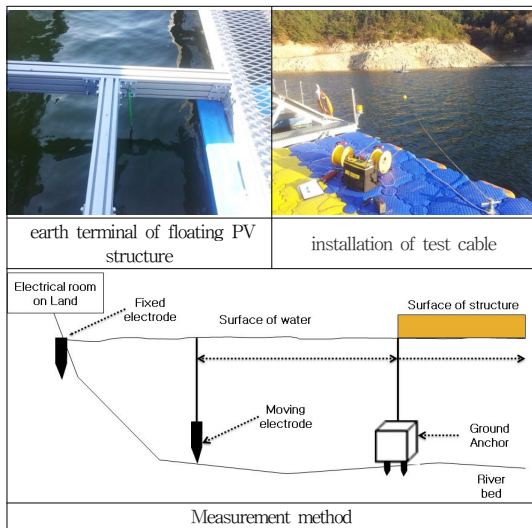 earth terminal of floating PV
structure
installation of test cable
Electrical room
on Land
Fixed
electrode
Surface of water
Surface of structure
Moving
electrode
Ground
Anchor
River
bed
Measurement method